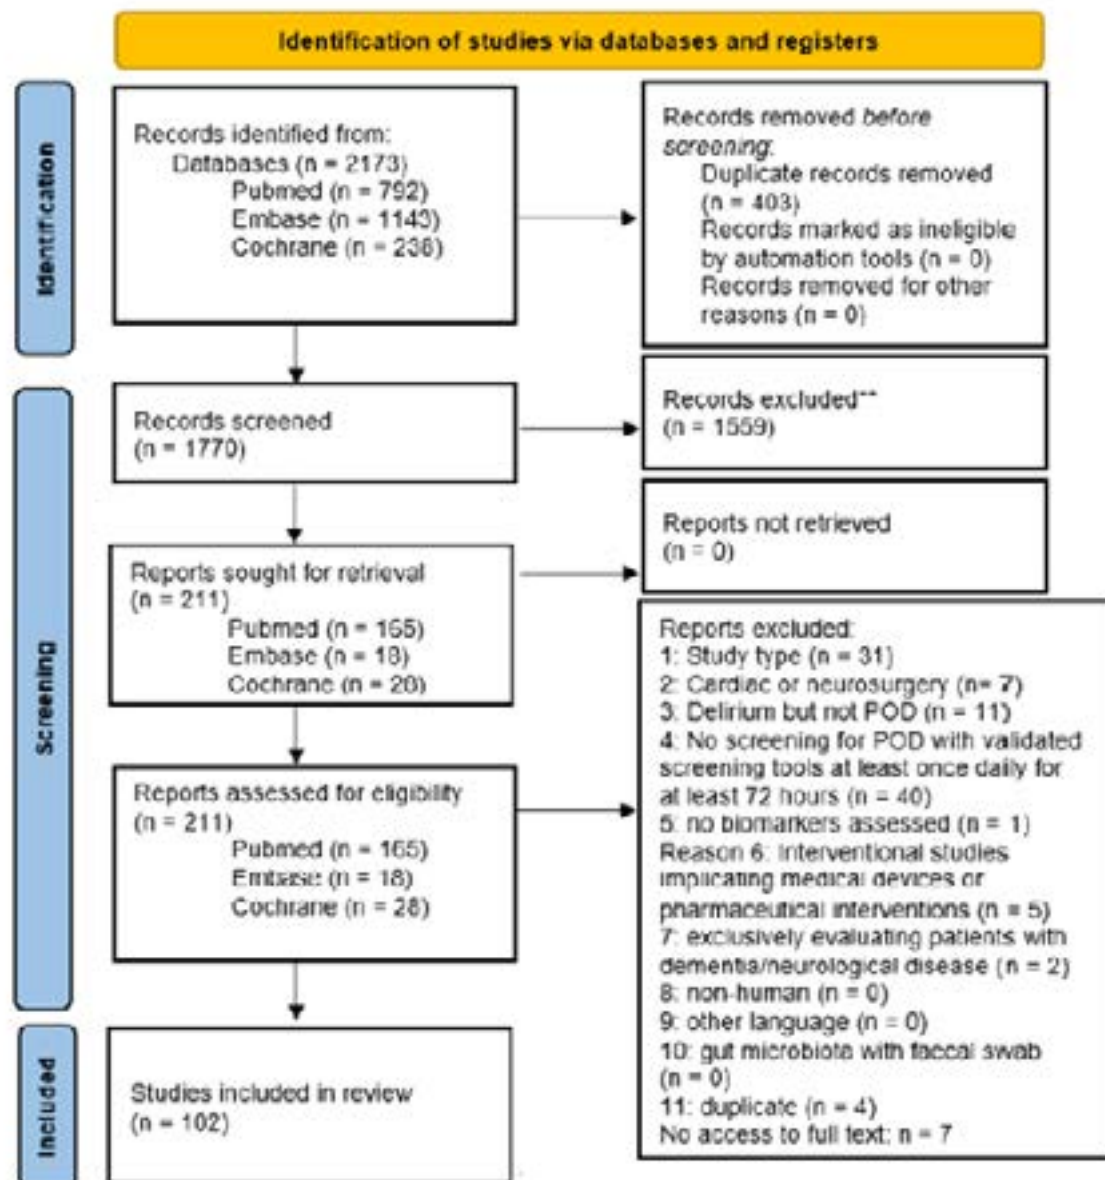 Identification of studies via databases and registers
Identification
Records identified from:
Databases (n = 2173)
Pubmed (n = 792)
Embase (n = 1143)
Cochrane (n = 238)
Records removed before
screening:
Duplicate records removed
(n = 403)
Records marked as ineligible
by automation tools (n = 0)
Records removed for other
reasons (n = 0)
Screening
Records screened
(n = 1770)
Records excluded**
(n = 1559)
Reports sought for retrieval
(n = 211)
Pubmed (n = 165)
Embase (n = 18)
Cochrane (n = 28)
Reports not retrieved
(n = 0)
Reports assessed for eligibility
(n = 211)
Pubmed (n = 165)
Embase (n = 18)
Cochrane (n = 28)
Reports excluded:
1: Study type (n = 31)
2: Cardiac or neurosurgery (n= 7)
3: Delirium but not POD (n = 11)
4: No screening for POD with validated
screening tools at least once daily for
at least 72 hours (n = 40)
5: no biomarkers assessed (n = 1)
Reason 6: Interventional studies
implicating medical devices or
pharmaceutical interventions (n = 5)
7: exclusively evaluating patients with
dementia/neurological disease (n = 2)
8: non-human (n = 0)
9: other language (n = 0)
10: gut microbiota with faecal swab
(n = 0)
11: duplicate (n = 4)
No access to full text: n = 7
Included
Studies included in review
(n = 102)